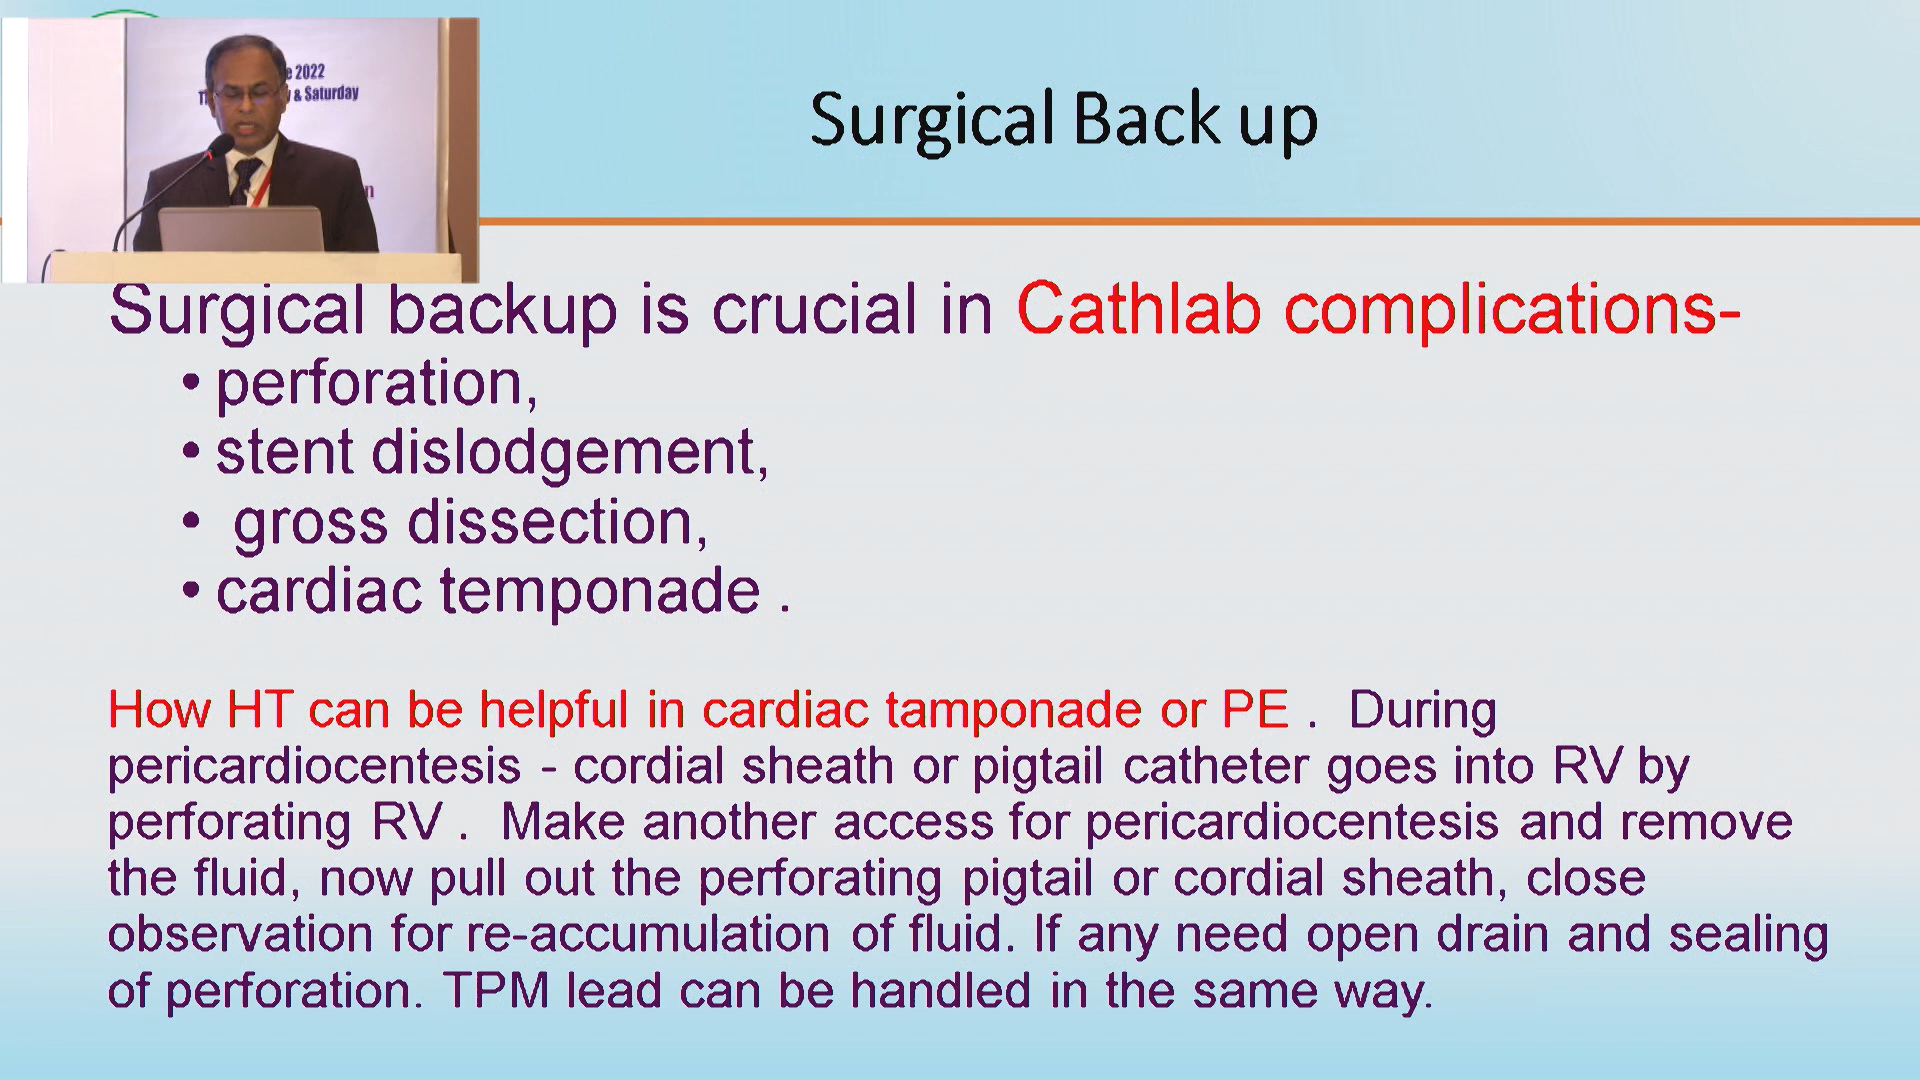 2022
& Saturday
Surgical Back up
Surgical backup is crucial in Cathlab complications-
• perforation,
• stent dislodgement,
• gross dissection,
• cardiac temponade .
How HT can be helpful in cardiac tamponade or PE . During
pericardiocentesis - cordial sheath or pigtail catheter goes into RV by
perforating RV . Make another access for pericardiocentesis and remove
the fluid, now pull out the perforating pigtail or cordial sheath, close
observation for re-accumulation of fluid. If any need open drain and sealing
of perforation. TPM lead can be handled in the same way.